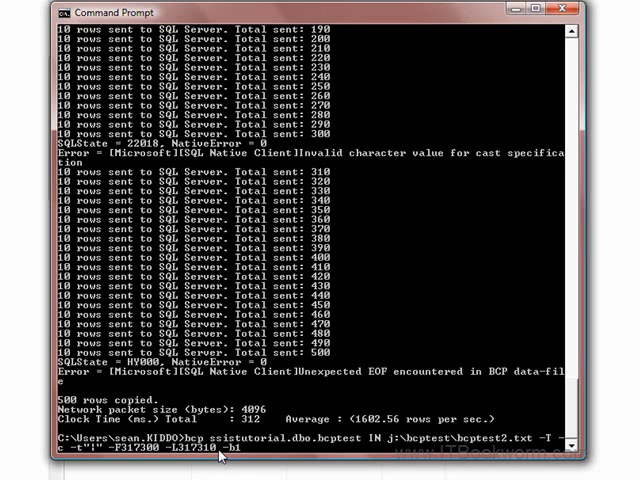 Command Prompt
10 rows sent to SQL Server. Total sent: 190
10 rows sent to SQL Server. Total sent: 200
10 rows sent to SQL Server. Total sent: 210
10 rows sent to SQL Server. Total sent: 220
10 rows sent to SQL Server. Total sent: 230
10 rows sent to SQL Server. Total sent: 240
10 rows sent to SQL Server. Total sent: 250
10 rows sent to SQL Server. Total sent: 260
10 rows sent to SQL Server. Total sent: 270
10 rows sent to SQL Server. Total sent: 280
10 rows sent to SQL Server. Total sent: 290
10 rows sent to SQL Server. Total sent: 300
SQLState = 22018, NativeError = 0
Error = [Microsoft][SQL Native Client]Invalid character value for cast specifica
tion
10 rows sent to SQL Server. Total sent: 310
10 rows sent to SQL Server. Total sent: 320
10 rows sent to SQL Server. Total sent: 330
10 rows sent to SQL Server. Total sent: 340
10 rows sent to SQL Server. Total sent: 350
10 rows sent to SQL Server. Total sent: 360
10 rows sent to SQL Server. Total sent: 370
10 rows sent to SQL Server. Total sent: 380
10 rows sent to SQL Server. Total sent: 390
10 rows sent to SQL Server. Total sent: 400
10 rows sent to SQL Server. Total sent: 410
10 rows sent to SQL Server. Total sent: 420
10 rows sent to SQL Server. Total sent: 430
10 rows sent to SQL Server. Total sent: 440
10 rows sent to SQL Server. Total sent: 450
10 rows sent to SQL Server. Total sent: 460
10 rows sent to SQL Server. Total sent: 470
10 rows sent to SQL Server. Total sent: 480
10 rows sent to SQL Server. Total sent: 490
10 rows sent to SQL Server. Total sent: 500
SQLState = HY000, NativeError = 0
Error = [Microsoft][SQL Native Client]Unexpected EOF encountered in BCP data-fil
e
500 rows copied.
Network packet size (bytes): 4096
Clock Time (ms.) Total : 312 Average : (1602.56 rows per sec.)
C:\Users\sean.KIDDO>bcp ssistutorial.dbo.bcptest IN j:\bcptest\bcptest2.txt -T -
c -t"|" -F317300 -L317310 -b1
www.ITBookworm.com